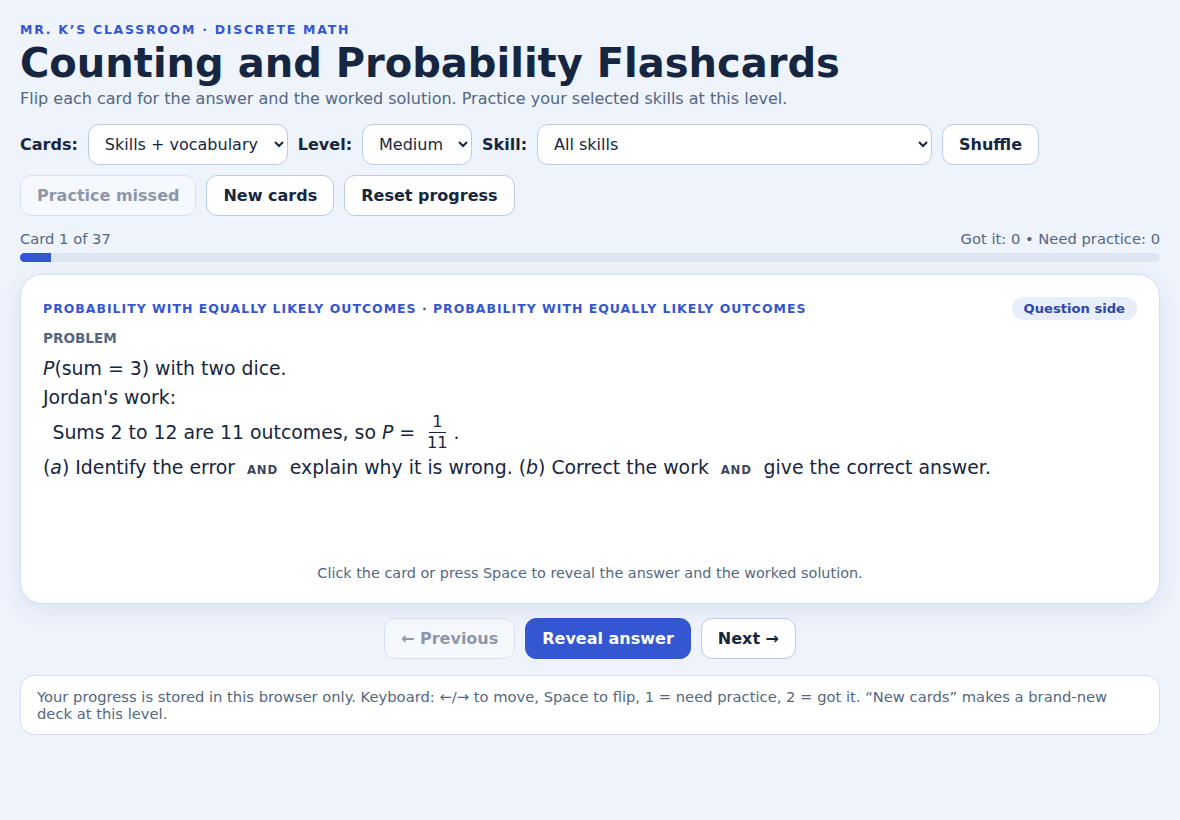 MR. K’S CLASSROOM · DISCRETE MATH
Counting and Probability Flashcards
Flip each card for the answer and the worked solution. Practice your selected skills at this level.
Cards: Skills + vocabulary Level: Medium Skill: All skills Shuffle
Practice missed New cards Reset progress
Card 1 of 37 Got it: 0 • Need practice: 0
PROBABILITY WITH EQUALLY LIKELY OUTCOMES · PROBABILITY WITH EQUALLY LIKELY OUTCOMES Question side
PROBLEM
P(sum = 3) with two dice.
Jordan's work:
Sums 2 to 12 are 11 outcomes, so P = 1/11.
(a) Identify the error AND explain why it is wrong. (b) Correct the work AND give the correct answer.
Click the card or press Space to reveal the answer and the worked solution.
← Previous Reveal answer Next →
Your progress is stored in this browser only. Keyboard: ←/→ to move, Space to flip, 1 = need practice, 2 = got it. “New cards” makes a brand-new
deck at this level.